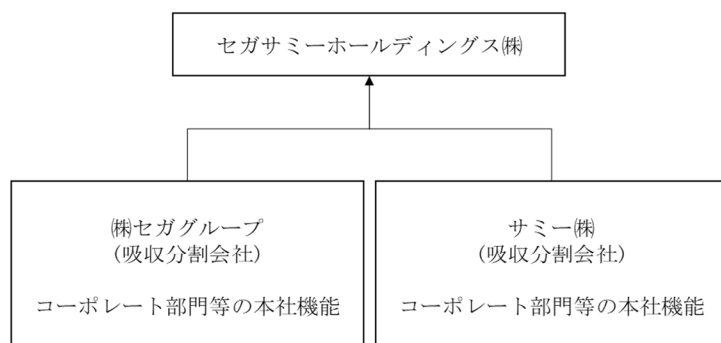 セガサミーホールディングス㈱
㈱セガグループ
（吸収分割会社）
コーポレート部門等の本社機能
サミー㈱
（吸収分割会社）
コーポレート部門等の本社機能